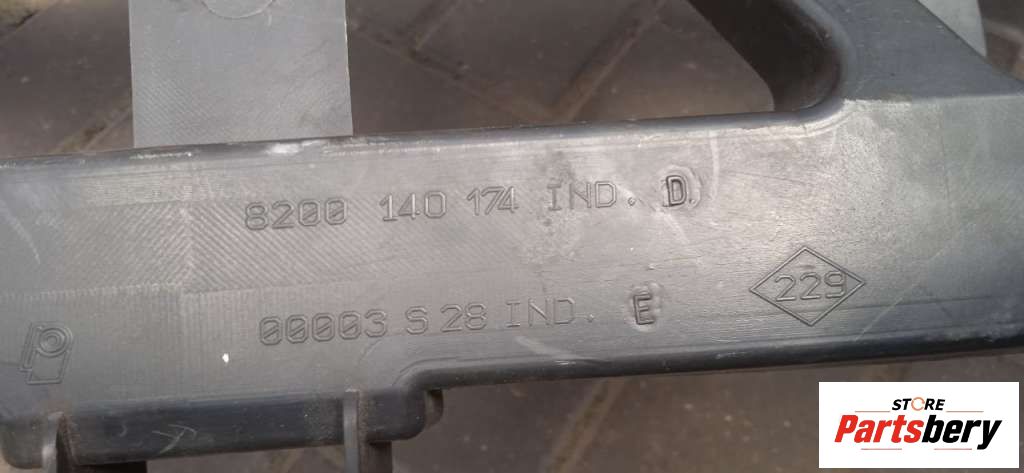 8200 140 174 IND. D.
00003 S 28 IND. E
229
STORE
Partsbery